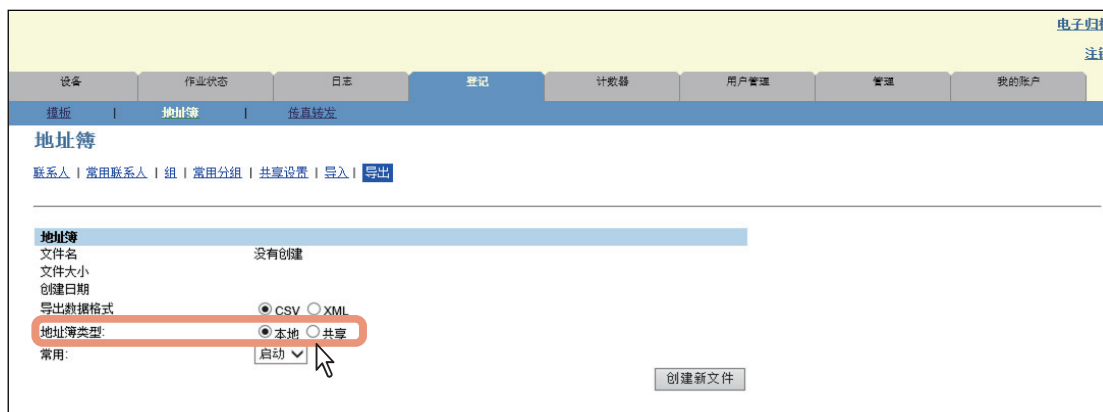 电子归
注
设备 作业状态 日志 登记 计数器 用户管理 管理 我的账户
模板 | 地址簿 | 传真转发
地址簿
联系人 | 常用联系人 | 组 | 常用分组 | 共享设置 | 导入 | 导出
地址簿
文件名 没有创建
文件大小
创建日期
导出数据格式 CSV XML
地址簿类型: 本地 共享
常用: 启动
创建新文件